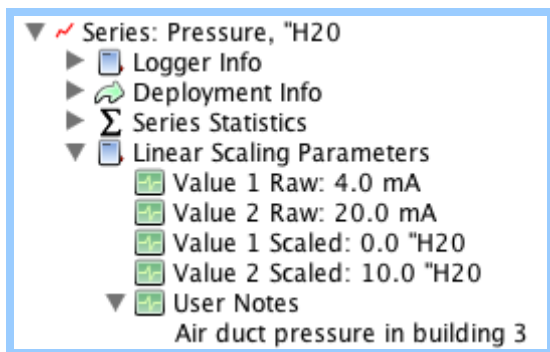 Series: Pressure, "H20
Logger Info
Deployment Info
Series Statistics
Linear Scaling Parameters
Value 1 Raw: 4.0 mA
Value 2 Raw: 20.0 mA
Value 1 Scaled: 0.0 "H20
Value 2 Scaled: 10.0 "H20
User Notes
Air duct pressure in building 3